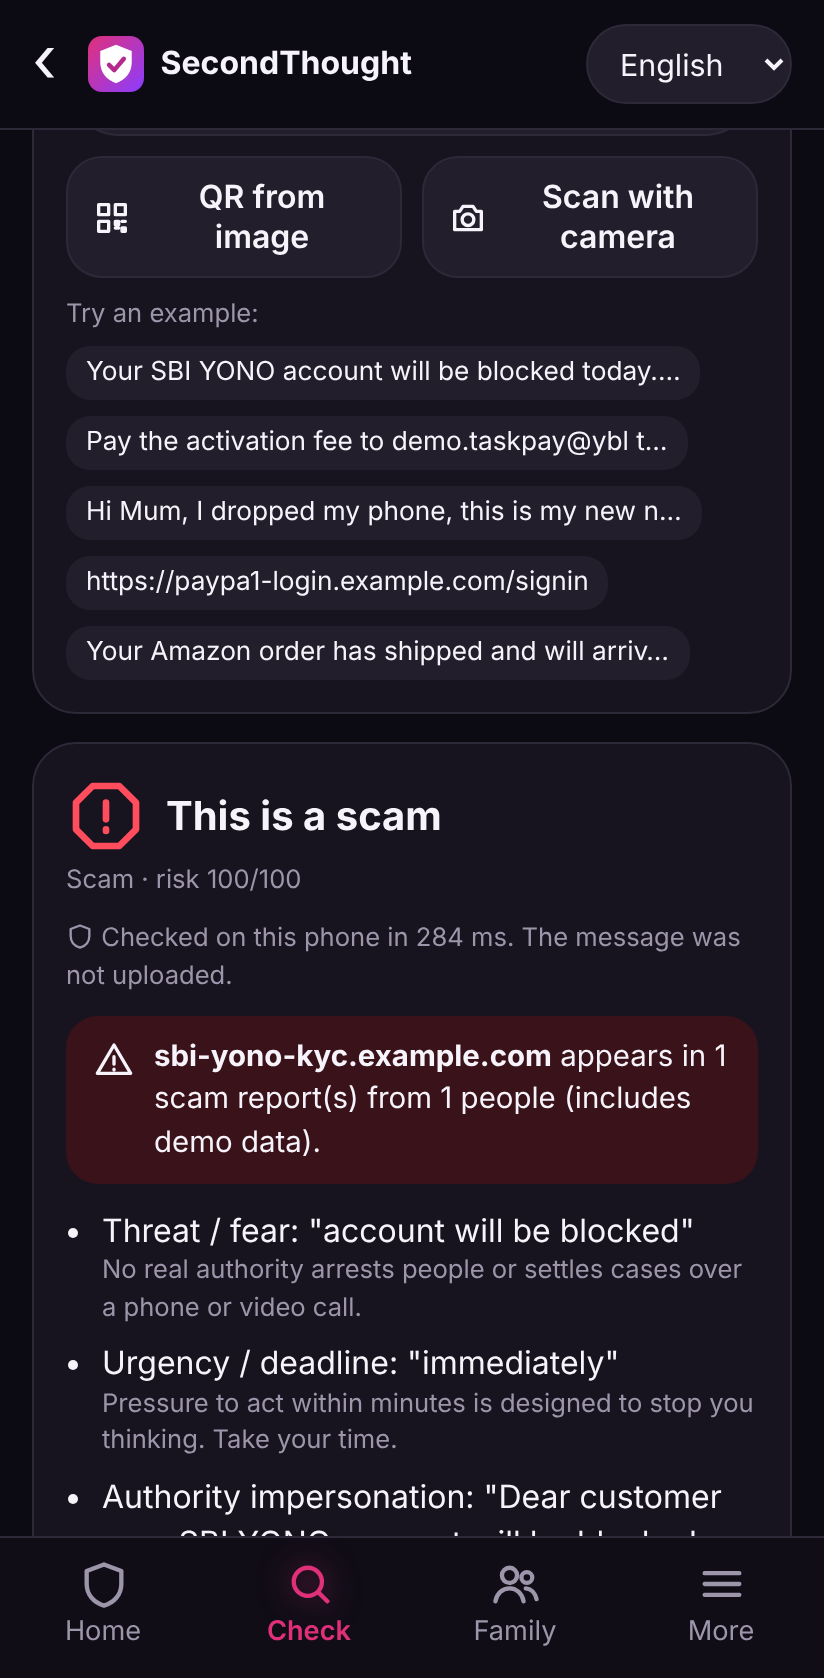 SecondThought
English
QR from
image
Scan with
camera
Try an example:
Your SBI YONO account will be blocked today....
Pay the activation fee to demo.taskpay@ybl t...
Hi Mum, I dropped my phone, this is my new n...
https://paypa1-login.example.com/signin
Your Amazon order has shipped and will arriv...
This is a scam
Scam · risk 100/100
Checked on this phone in 284 ms. The message was
not uploaded.
sbi-yono-kyc.example.com appears in 1
scam report(s) from 1 people (includes
demo data).
• Threat / fear: "account will be blocked"
No real authority arrests people or settles cases over
a phone or video call.
• Urgency / deadline: "immediately"
Pressure to act within minutes is designed to stop you
thinking. Take your time.
• Authority impersonation: "Dear customer
SBI YONO account will be blocked
Home
Check
Family
More